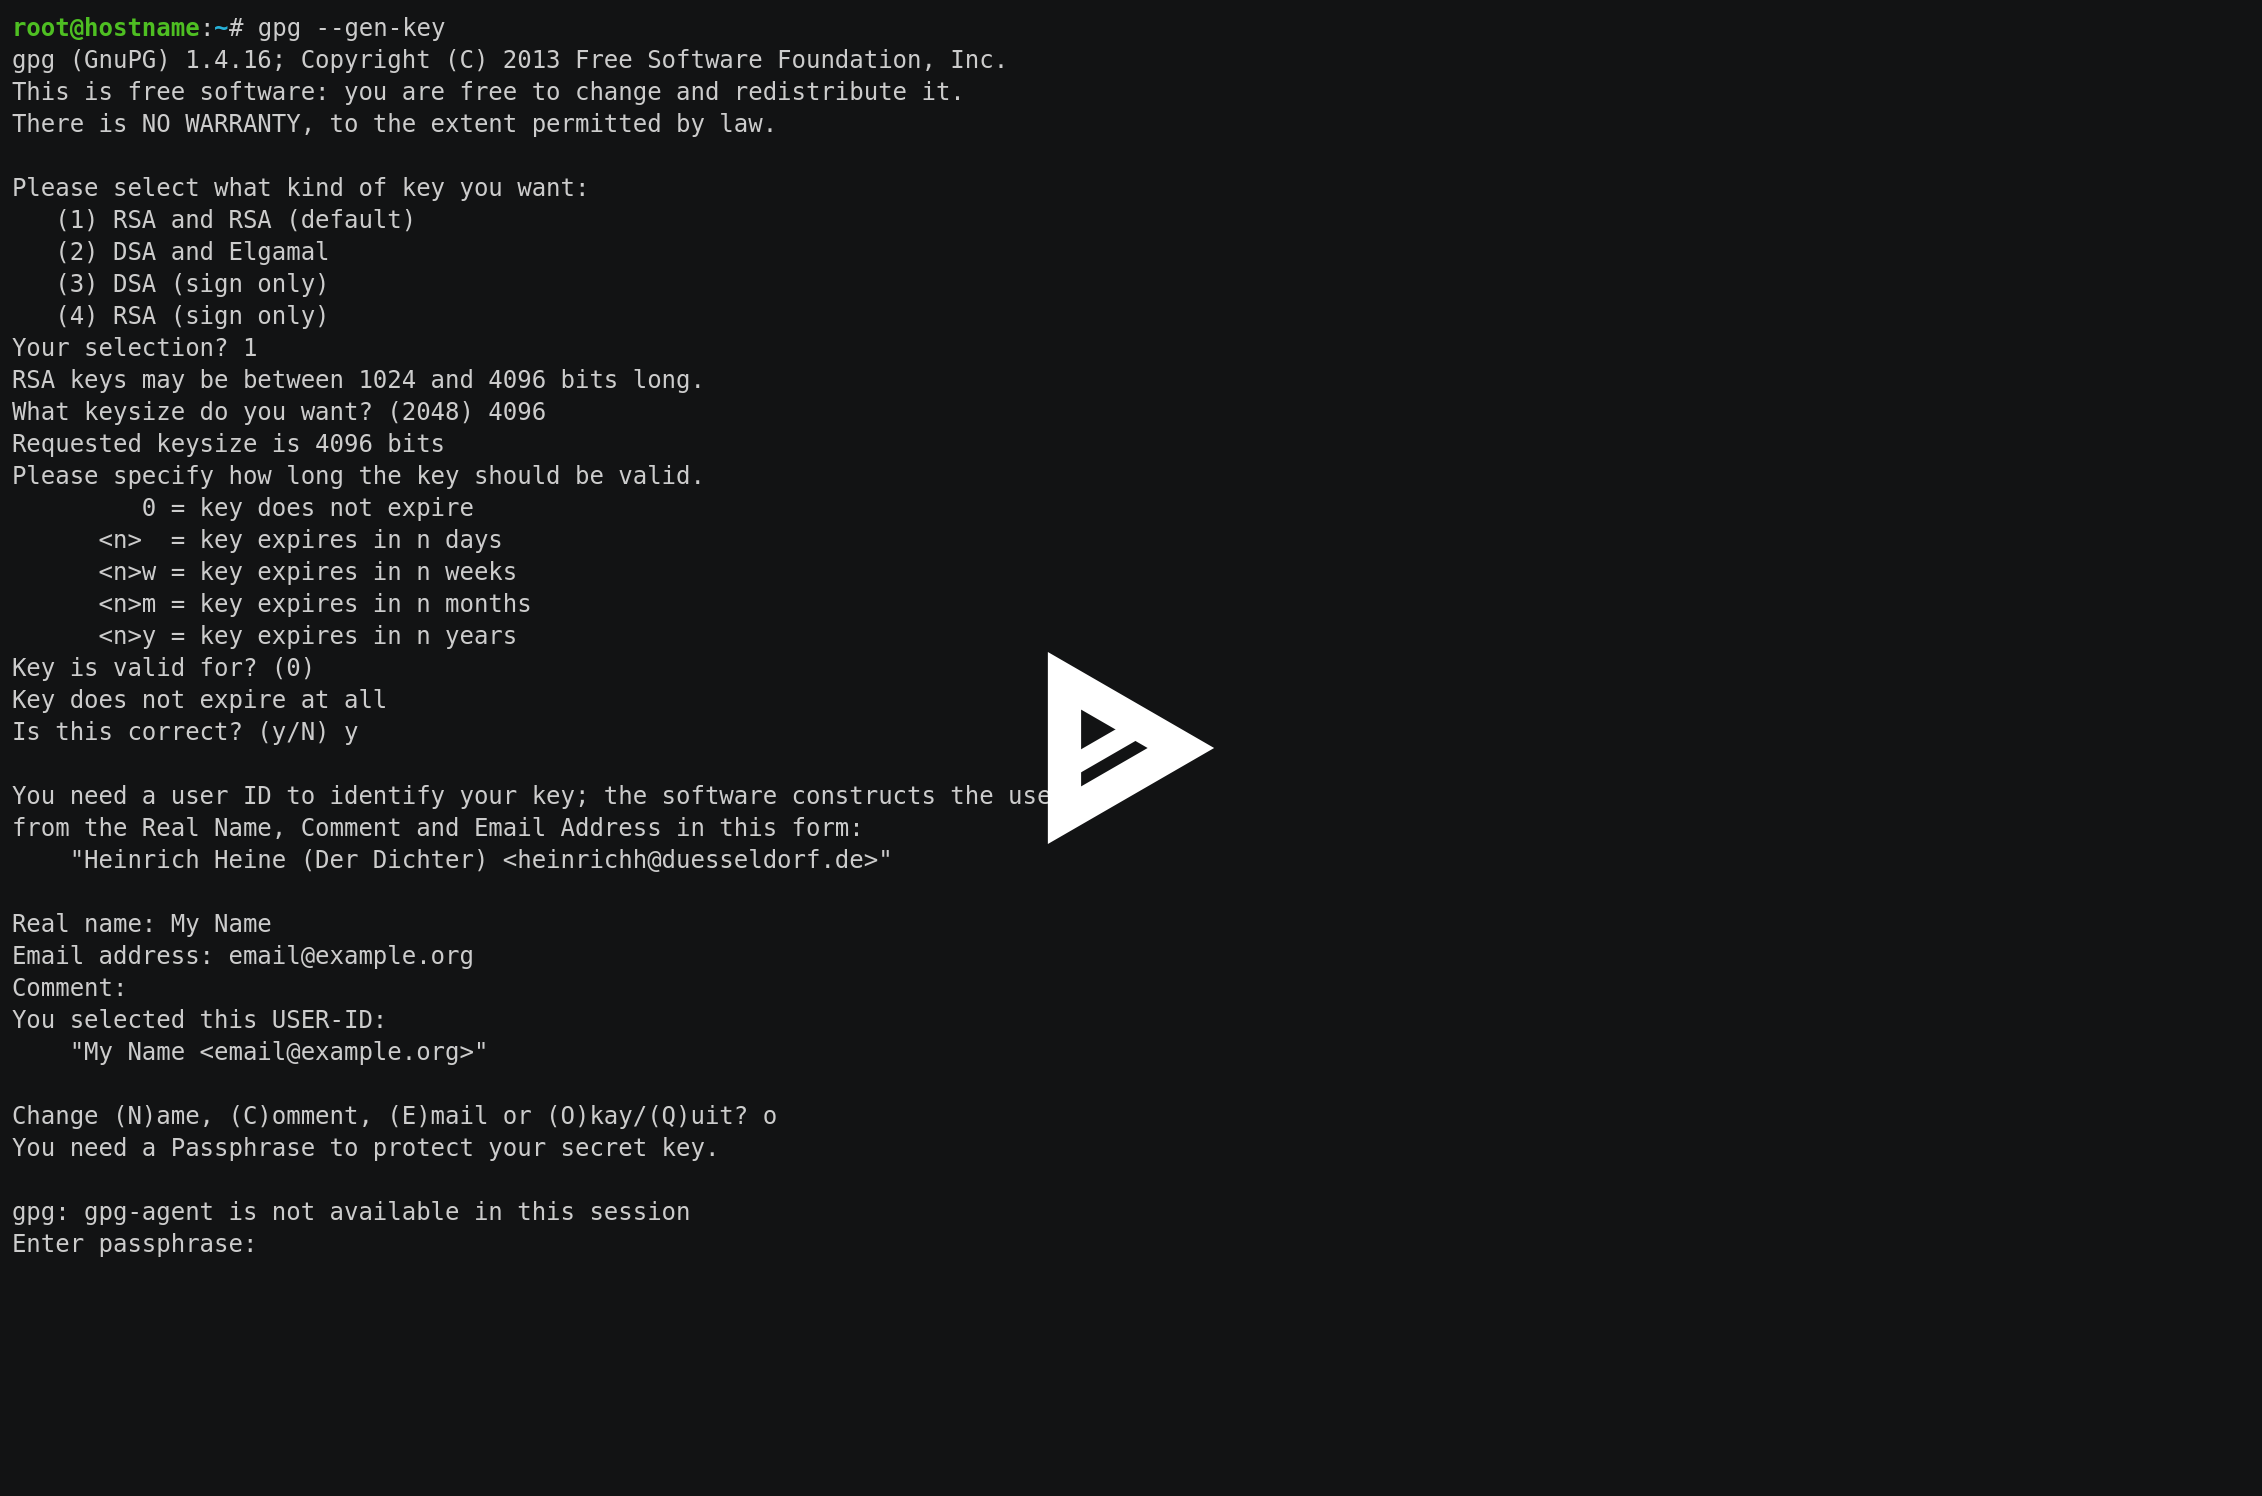 root@hostname:~# gpg --gen-key
gpg (GnuPG) 1.4.16; Copyright (C) 2013 Free Software Foundation, Inc.
This is free software: you are free to change and redistribute it.
There is NO WARRANTY, to the extent permitted by law.

Please select what kind of key you want:
   (1) RSA and RSA (default)
   (2) DSA and Elgamal
   (3) DSA (sign only)
   (4) RSA (sign only)
Your selection? 1
RSA keys may be between 1024 and 4096 bits long.
What keysize do you want? (2048) 4096
Requested keysize is 4096 bits
Please specify how long the key should be valid.
         0 = key does not expire
      <n>  = key expires in n days
      <n>w = key expires in n weeks
      <n>m = key expires in n months
      <n>y = key expires in n years
Key is valid for? (0)
Key does not expire at all
Is this correct? (y/N) y

You need a user ID to identify your key; the software constructs the
from the Real Name, Comment and Email Address in this form:
    "Heinrich Heine (Der Dichter) <heinrichh@duesseldorf.de>"

Real name: My Name
Email address: email@example.org
Comment:
You selected this USER-ID:
    "My Name <email@example.org>"

Change (N)ame, (C)omment, (E)mail or (O)kay/(Q)uit? o
You need a Passphrase to protect your secret key.

gpg: gpg-agent is not available in this session
Enter passphrase: